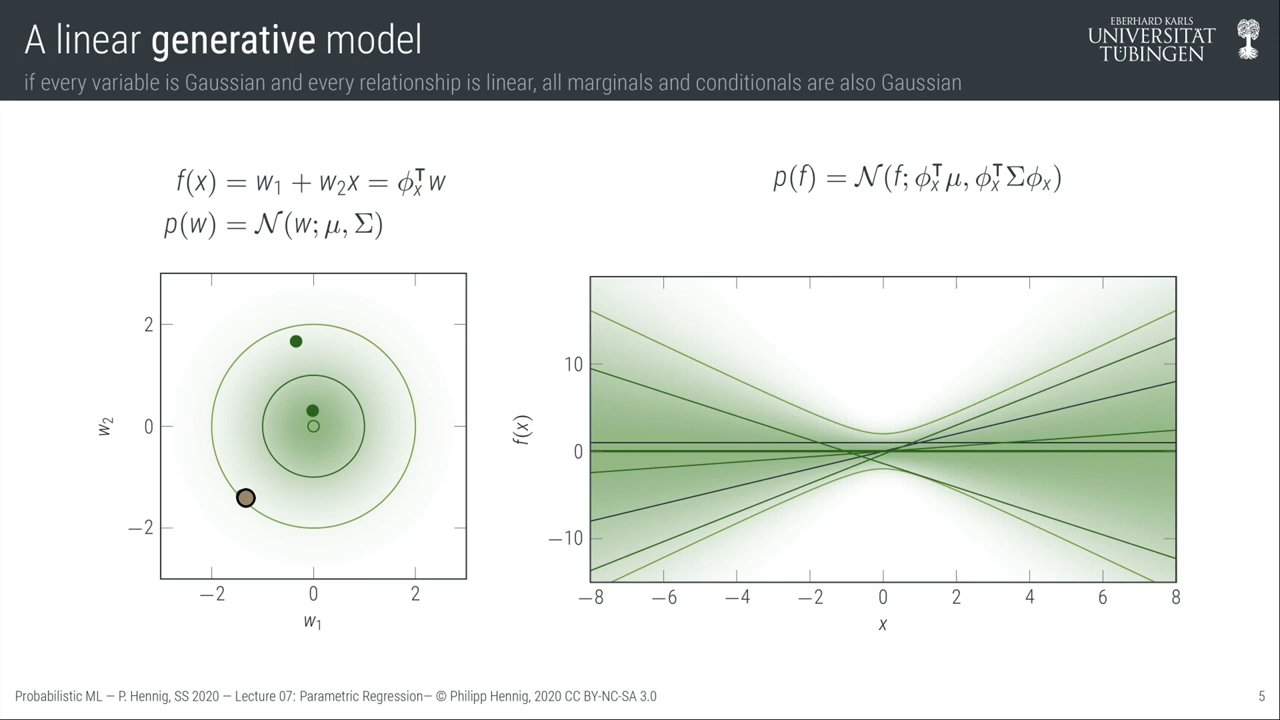 A linear generative model
if every variable is Gaussian and every relationship is linear, all marginals and conditionals are also Gaussian
EBERHARD KARLS
UNIVERSITÄT
TÜBINGEN
f(x) = w₁ + w₂x = ϕₓᵀw
p(w) = 𝒩(w; μ, Σ)
p(f) = 𝒩(f; ϕₓᵀμ, ϕₓᵀΣϕₓ)
2
0
−2
w₂
−2 0 2
w₁
10
0
−10
f(x)
−8 −6 −4 −2 0 2 4 6 8
x
Probabilistic ML — P. Hennig, SS 2020 — Lecture 07: Parametric Regression— © Philipp Hennig, 2020 CC BY-NC-SA 3.0
5